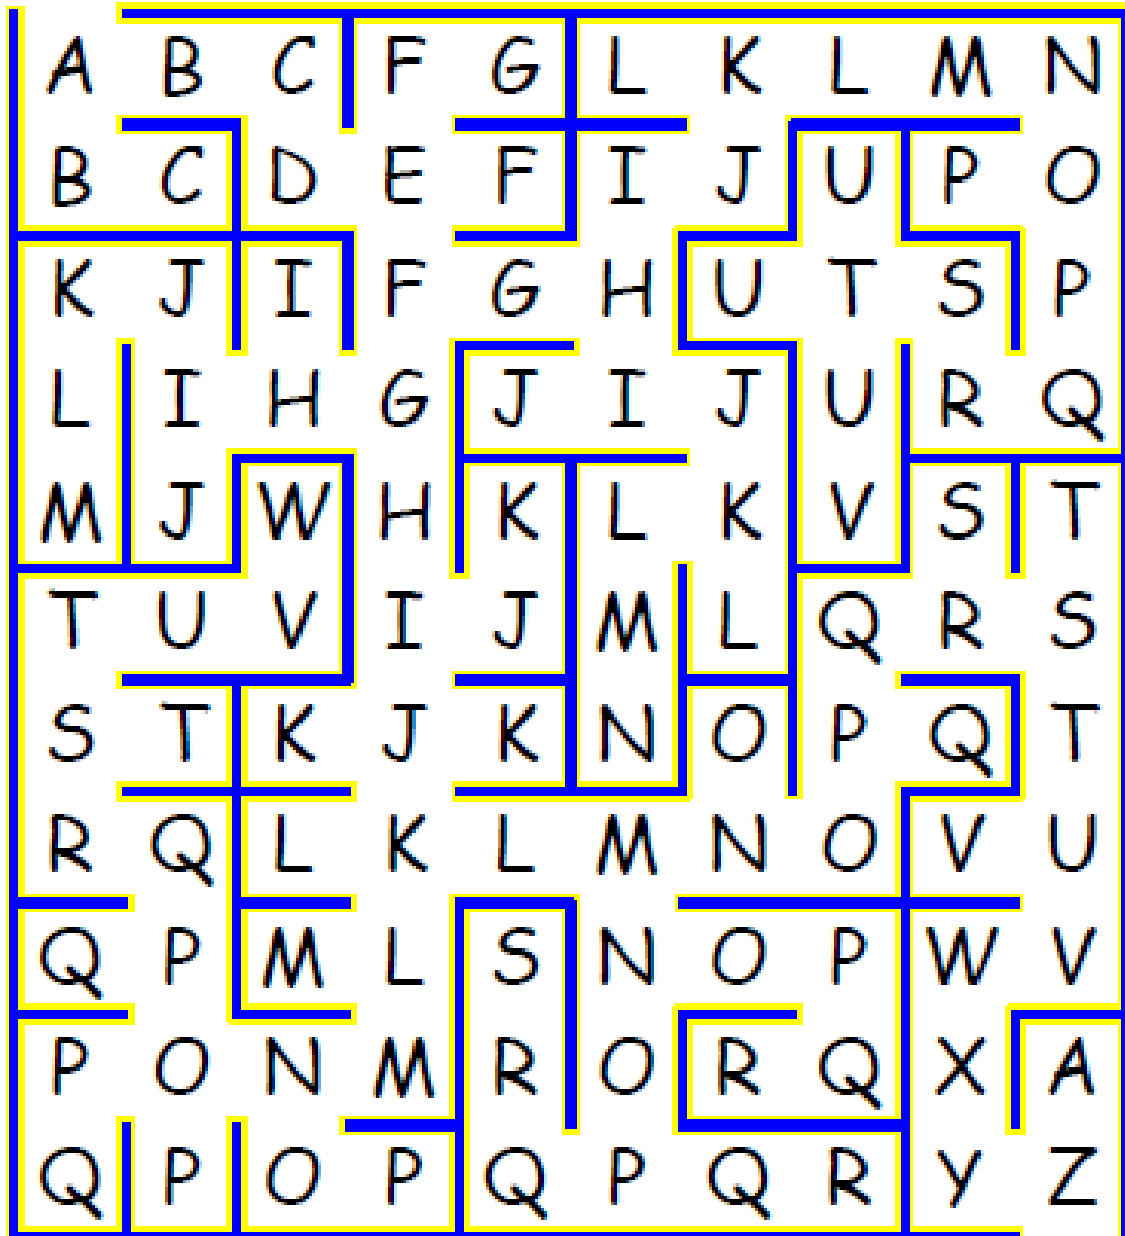 A B C F G L K L M N
B C D E F I J U P O
K J I F G H U T S P
L I H G J I J U R Q
M J W H K L K V S T
T U V I J M L Q R S
S T K J K N O P Q T
R Q L K L M N O V U
Q P M L S N O P W V
P O N M R O R Q X A
Q P O P Q P Q R Y Z